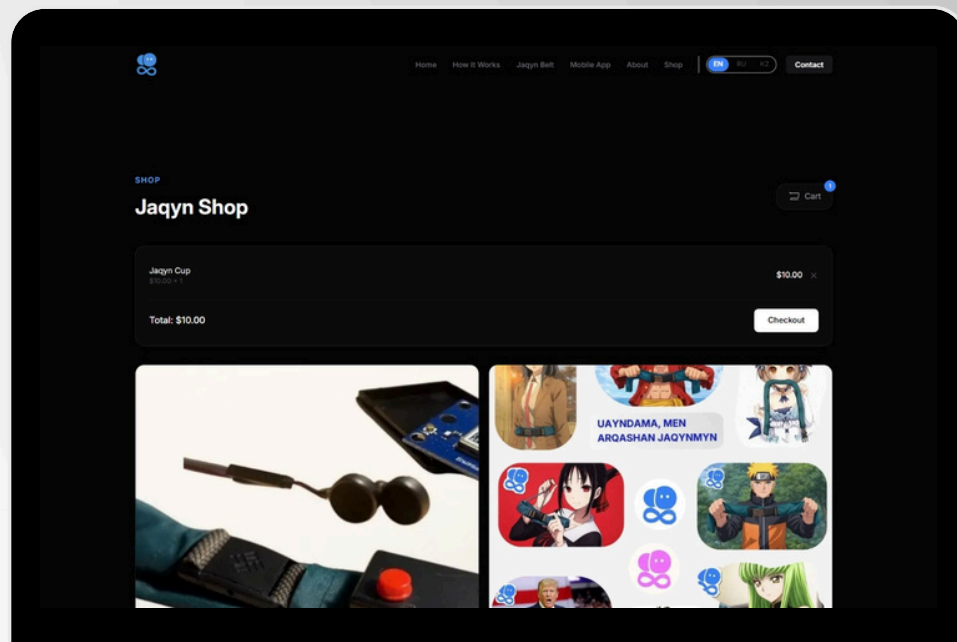 Home How It Works Jaqyn Belt Mobile App About Shop EN RU KZ Contact
SHOP
Jaqyn Shop
1
Cart
Jaqyn Cup $10.00 ×
$10.00 × 1
Total: $10.00 Checkout
UAYNDAMA, MEN
ARQASHAN JAQYNMYN